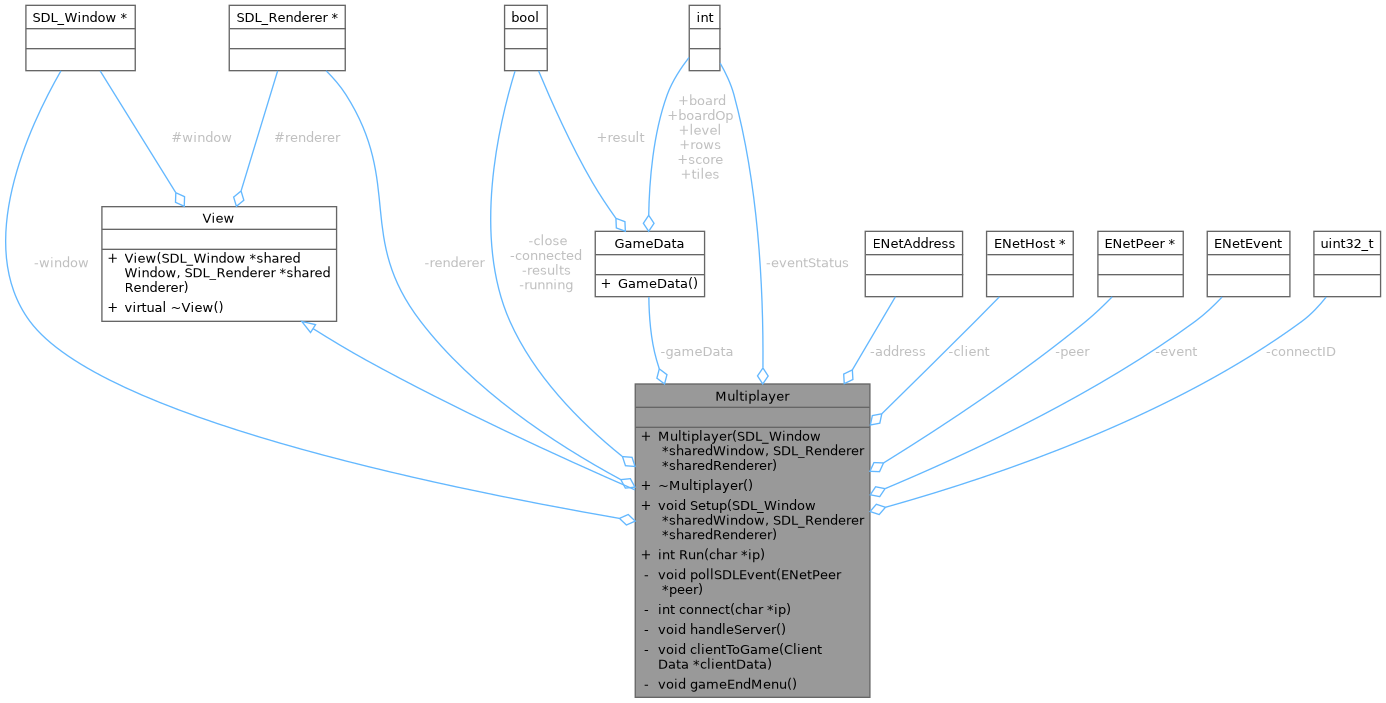 SDL_Window *
SDL_Renderer *
bool
int
+board
+boardOp
+level
+rows
+score
+tiles
#window
#renderer
+result
View
+ View(SDL_Window *shared
Window, SDL_Renderer *shared
Renderer)
+ virtual ~View()
GameData
+ GameData()
ENetAddress
ENetHost *
ENetPeer *
ENetEvent
uint32_t
-window
-renderer
-close
-connected
-results
-running
-eventStatus
-gameData
-address
-client
-peer
-event
-connectID
Multiplayer
+ Multiplayer(SDL_Window
*sharedWindow, SDL_Renderer
*sharedRenderer)
+ ~Multiplayer()
+ void Setup(SDL_Window
*sharedWindow, SDL_Renderer
*sharedRenderer)
+ int Run(char *ip)
- void pollSDLEvent(ENetPeer
*peer)
- int connect(char *ip)
- void handleServer()
- void clientToGame(Client
Data *clientData)
- void gameEndMenu()